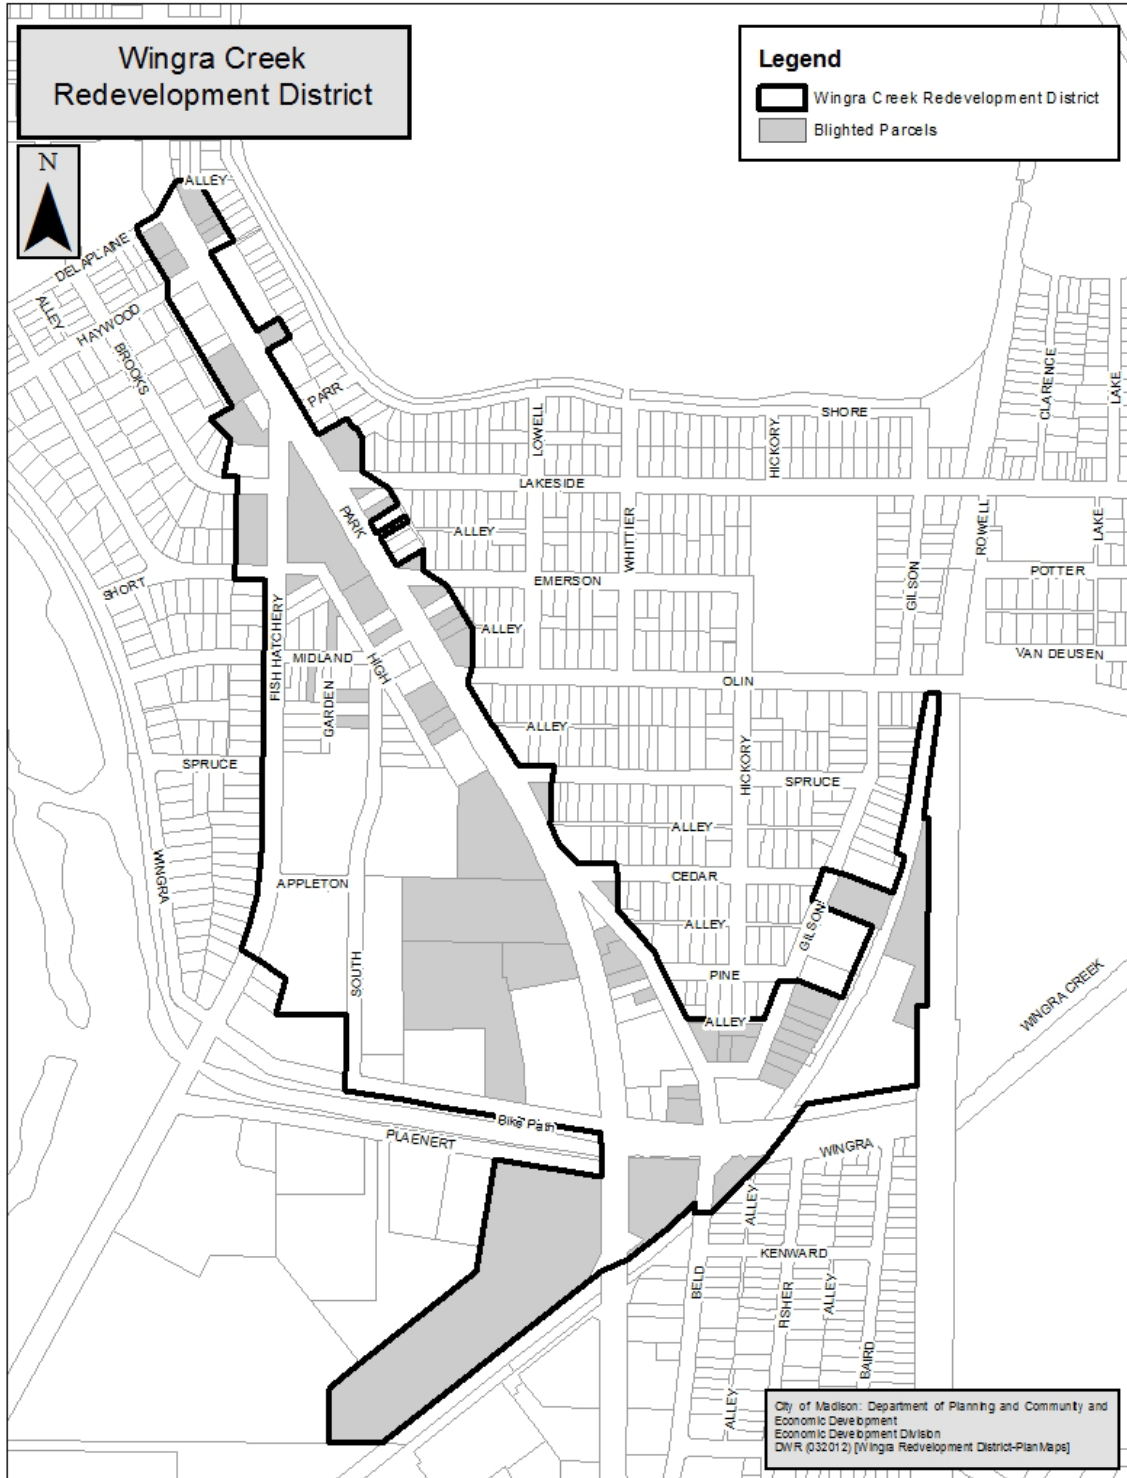 Wingra Creek
Redevelopment District
Legend
Wingra Creek Redevelopment District
Blighted Parcels
N
ALLEY
DELAPLAINE
ALLEY
HAYWOOD
BROOKS
PARR
SHORE
CLARENCE
LAKE
LOWELL
HICKORY
LAKESIDE
PARK
ALLEY
WHITTIER
ROWELL
LAKE
EMERSON
GILSON
POTTER
SHORT
FISH HATCHERY
ALLEY
MIDLAND
HIGH
VAN DEUSEN
OLIN
GARDEN
ALLEY
SPRUCE
HICKORY
SPRUCE
ALLEY
WINGRA
APPLETON
CEDAR
GILSON
ALLEY
SOUTH
PINE
WINGRA CREEK
ALLEY
Bike Path
PLAENERT
WINGRA
ALLEY
KENWARD
BELD
FISHER
ALLEY
BAIRD
ALLEY
City of Madison: Department of Planning and Community and
Economic Development
Economic Development Division
DWR (032012) [Wingra Redvelopment District-PlanMaps]